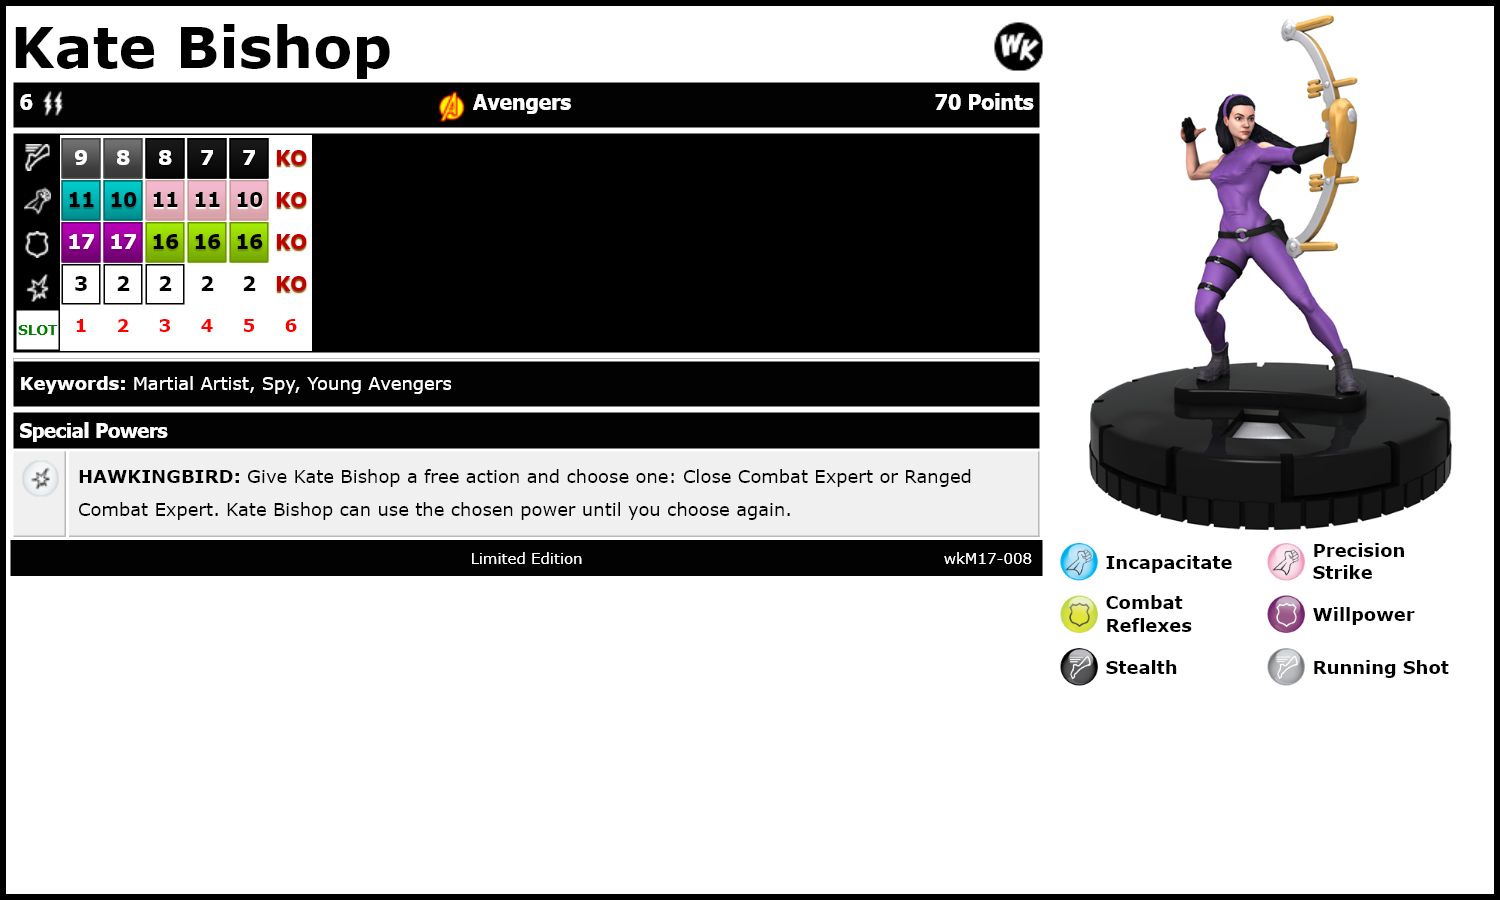 Kate Bishop
WK
6 Avengers 70 Points
9 8 8 7 7 KO
11 10 11 11 10 KO
17 17 16 16 16 KO
3 2 2 2 2 KO
SLOT 1 2 3 4 5 6
Keywords: Martial Artist, Spy, Young Avengers
Special Powers
HAWKINGBIRD: Give Kate Bishop a free action and choose one: Close Combat Expert or Ranged
Combat Expert. Kate Bishop can use the chosen power until you choose again.
Limited Edition wkM17-008
Incapacitate
Precision
Strike
Combat
Reflexes
Willpower
Stealth
Running Shot